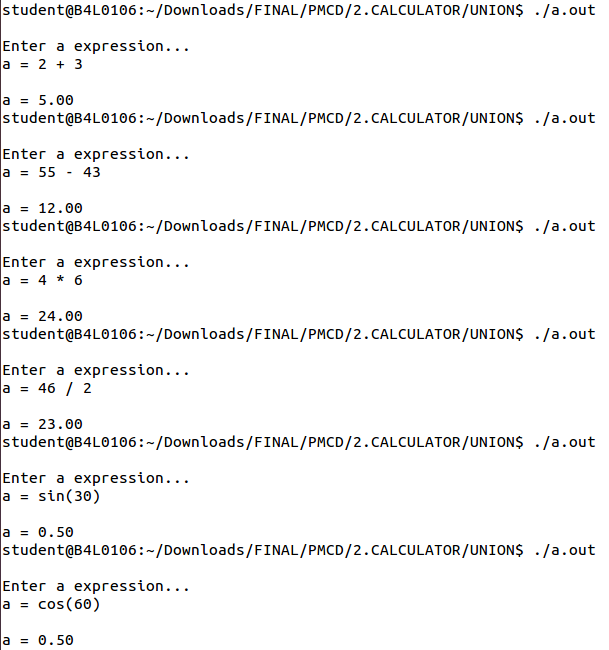 student@B4L0106:~/Downloads/FINAL/PMCD/2.CALCULATOR/UNION$ ./a.out
Enter a expression...
a = 2 + 3
a = 5.00
student@B4L0106:~/Downloads/FINAL/PMCD/2.CALCULATOR/UNION$ ./a.out
Enter a expression...
a = 55 - 43
a = 12.00
student@B4L0106:~/Downloads/FINAL/PMCD/2.CALCULATOR/UNION$ ./a.out
Enter a expression...
a = 4 * 6
a = 24.00
student@B4L0106:~/Downloads/FINAL/PMCD/2.CALCULATOR/UNION$ ./a.out
Enter a expression...
a = 46 / 2
a = 23.00
student@B4L0106:~/Downloads/FINAL/PMCD/2.CALCULATOR/UNION$ ./a.out
Enter a expression...
a = sin(30)
a = 0.50
student@B4L0106:~/Downloads/FINAL/PMCD/2.CALCULATOR/UNION$ ./a.out
Enter a expression...
a = cos(60)
a = 0.50